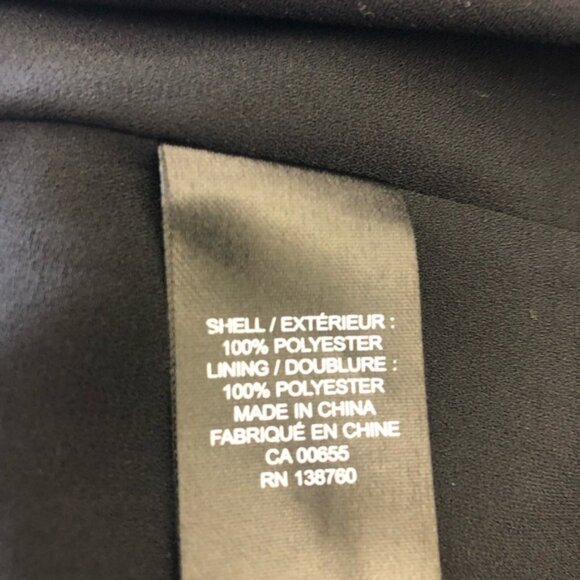 SHELL / EXTÉRIEUR :
100% POLYESTER
LINING / DOUBLURE :
100% POLYESTER
MADE IN CHINA
FABRIQUÉ EN CHINE
CA 00655
RN 138760